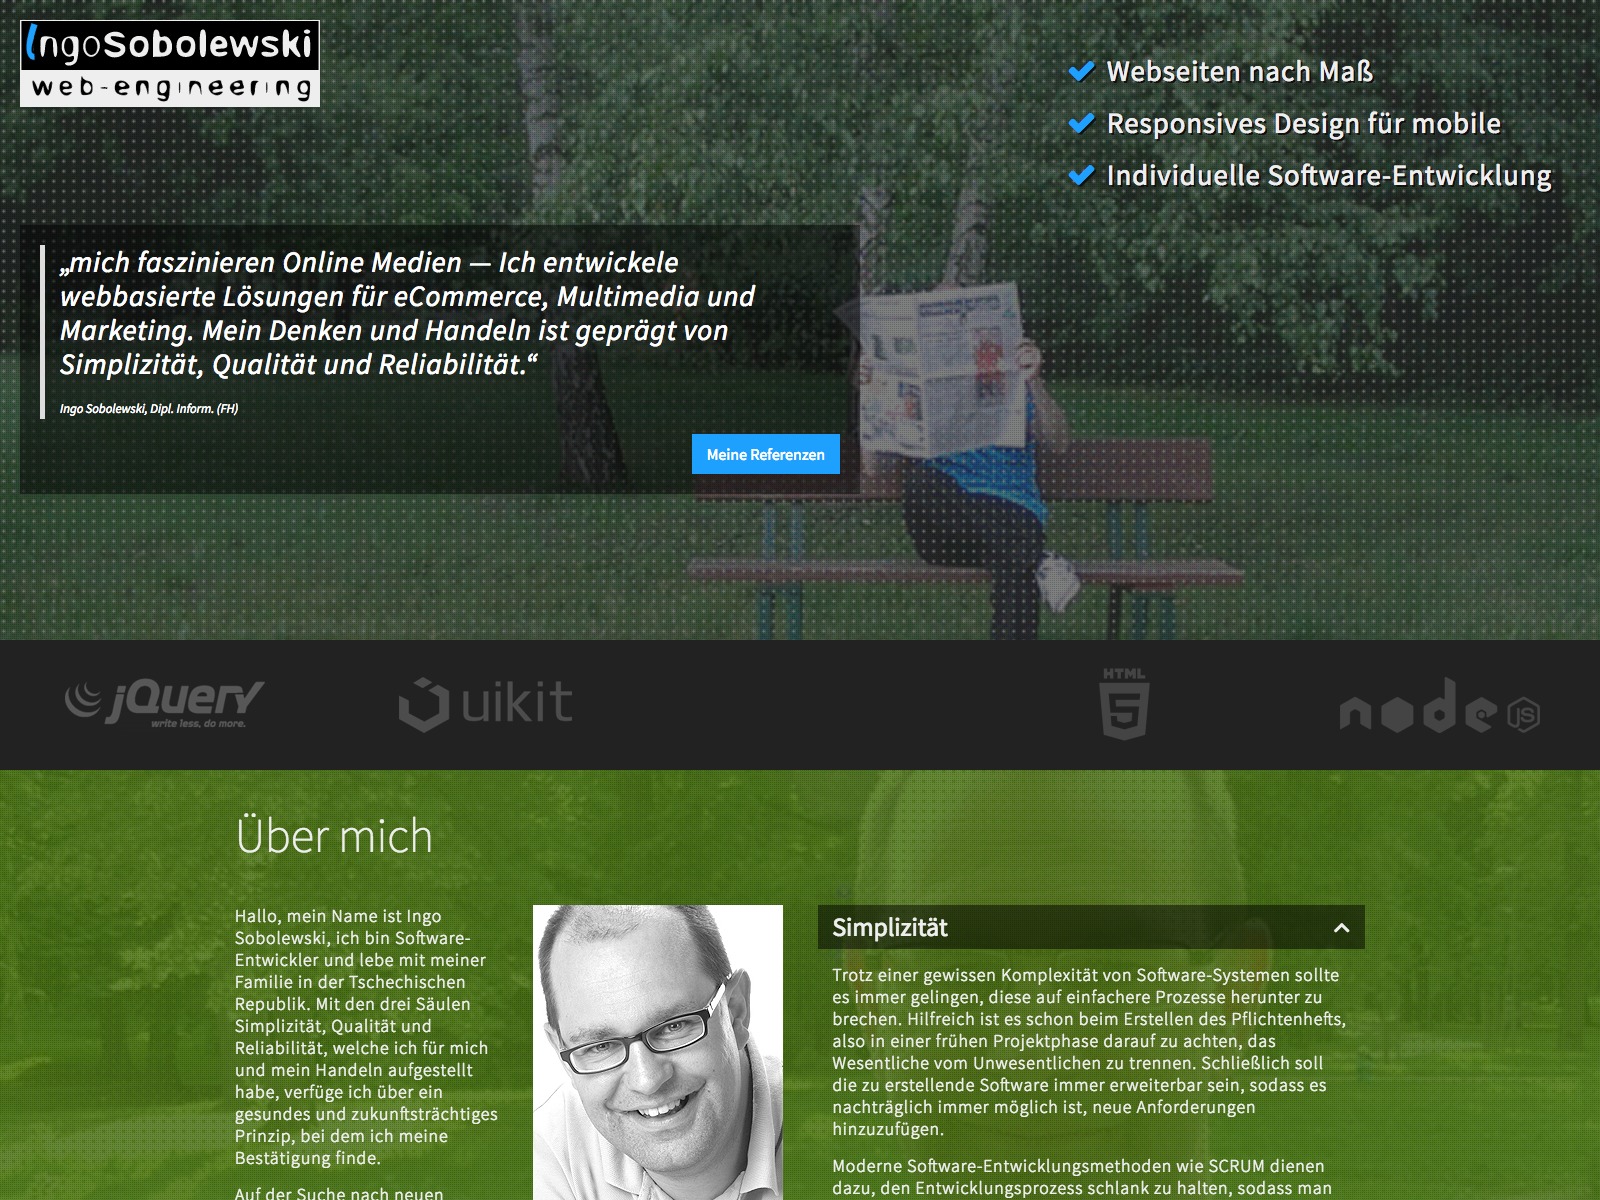 IngoSobolewski
web-engineering
Webseiten nach Maß
Responsives Design für mobile
Individuelle Software-Entwicklung
„mich faszinieren Online Medien — Ich entwickele
webbasierte Lösungen für eCommerce, Multimedia und
Marketing. Mein Denken und Handeln ist geprägt von
Simplizität, Qualität und Reliabilität.“
Ingo Sobolewski, Dipl. Inform. (FH)
Meine Referenzen
jQuery
write less, do more.
uikit
HTML
5
node
JS
Über mich
Hallo, mein Name ist Ingo
Sobolewski, ich bin Software-
Entwickler und lebe mit meiner
Familie in der Tschechischen
Republik. Mit den drei Säulen
Simplizität, Qualität und
Reliabilität, welche ich für mich
und mein Handeln aufgestellt
habe, verfüge ich über ein
gesundes und zukunftsträchtiges
Prinzip, bei dem ich meine
Bestätigung finde.
Auf der Suche nach neuen
Simplizität
Trotz einer gewissen Komplexität von Software-Systemen sollte
es immer gelingen, diese auf einfachere Prozesse herunter zu
brechen. Hilfreich ist es schon beim Erstellen des Pflichtenhefts,
also in einer frühen Projektphase darauf zu achten, das
Wesentliche vom Unwesentlichen zu trennen. Schließlich soll
die zu erstellende Software immer erweiterbar sein, sodass es
nachträglich immer möglich ist, neue Anforderungen
hinzuzufügen.
Moderne Software-Entwicklungsmethoden wie SCRUM dienen
dazu, den Entwicklungsprozess schlank zu halten, sodass man